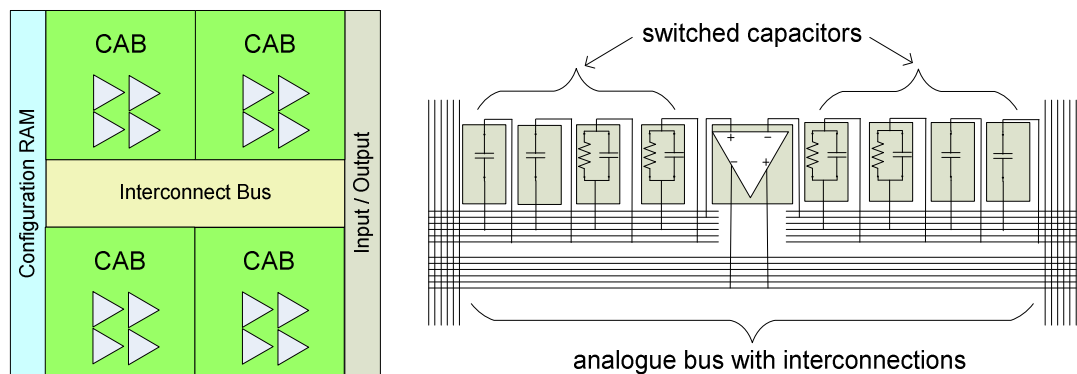 CAB
CAB
Configuration RAM
Interconnect Bus
Input / Output
CAB
CAB
switched capacitors
+ −
− +
analogue bus with interconnections